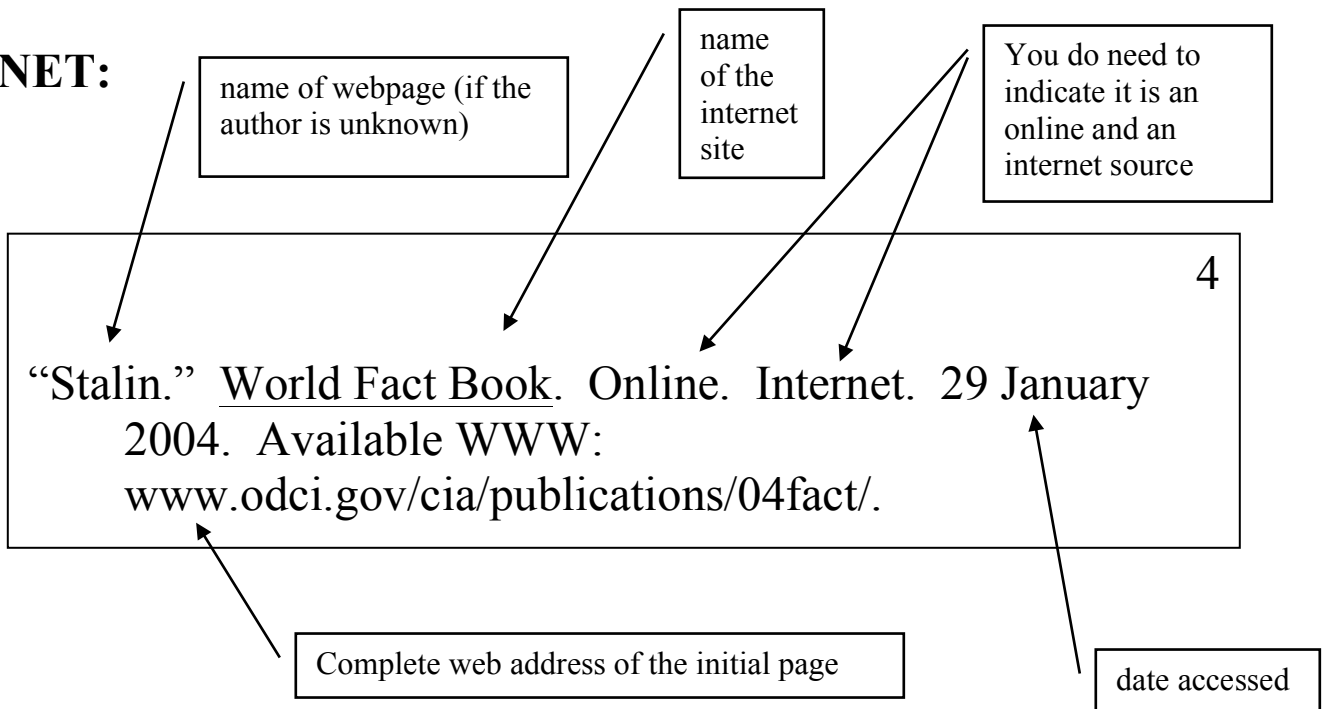 NET:
name of webpage (if the
author is unknown)
name
of the
internet
site
You do need to
indicate it is an
online and an
internet source
4
“Stalin.”  World Fact Book.  Online.  Internet.  29 January
2004.  Available WWW:
www.odci.gov/cia/publications/04fact/.
Complete web address of the initial page
date accessed